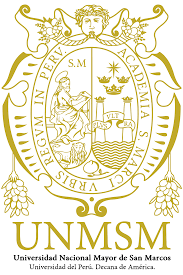 ACADEMIA S. MARCI VRBIS REGVM IN PERV
S.M
UNMSM
Universidad Nacional Mayor de San Marcos
Universidad del Perú. Decana de América.